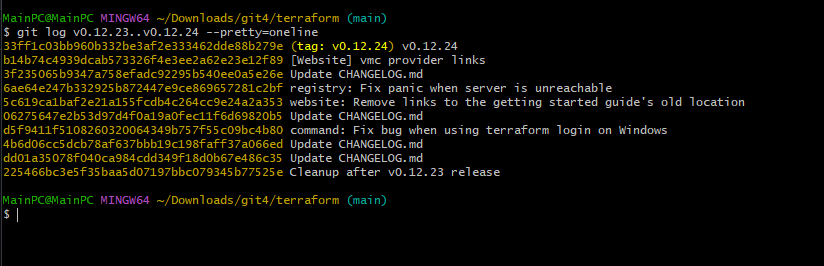 MainPC@MainPC MINGW64 ~/Downloads/git4/terraform (main)
$ git log v0.12.23..v0.12.24 --pretty=oneline
33ff1c03bb960b332be3af2e333462dde88b279e (tag: v0.12.24) v0.12.24
b14b74c4939dcab573326f4e3ee2a62e23e12f89 [Website] vmc provider links
3f235065b9347a758efadc92295b540ee0a5e26e Update CHANGELOG.md
6ae64e247b332925b872447e9ce869657281c2bf registry: Fix panic when server is unreachable
5c619ca1baf2e21a155fcdb4c264cc9e24a2a353 website: Remove links to the getting started guide's old location
06275647e2b53d97d4f0a19a0fec11f6d69820b5 Update CHANGELOG.md
d5f9411f5108260320064349b757f55c09bc4b80 command: Fix bug when using terraform login on Windows
4b6d06cc5dcb78af637bbb19c198faff37a066ed Update CHANGELOG.md
dd01a35078f040ca984cdd349f18d0b67e486c35 Update CHANGELOG.md
225466bc3e5f35baa5d07197bbc079345b77525e Cleanup after v0.12.23 release
MainPC@MainPC MINGW64 ~/Downloads/git4/terraform (main)
$